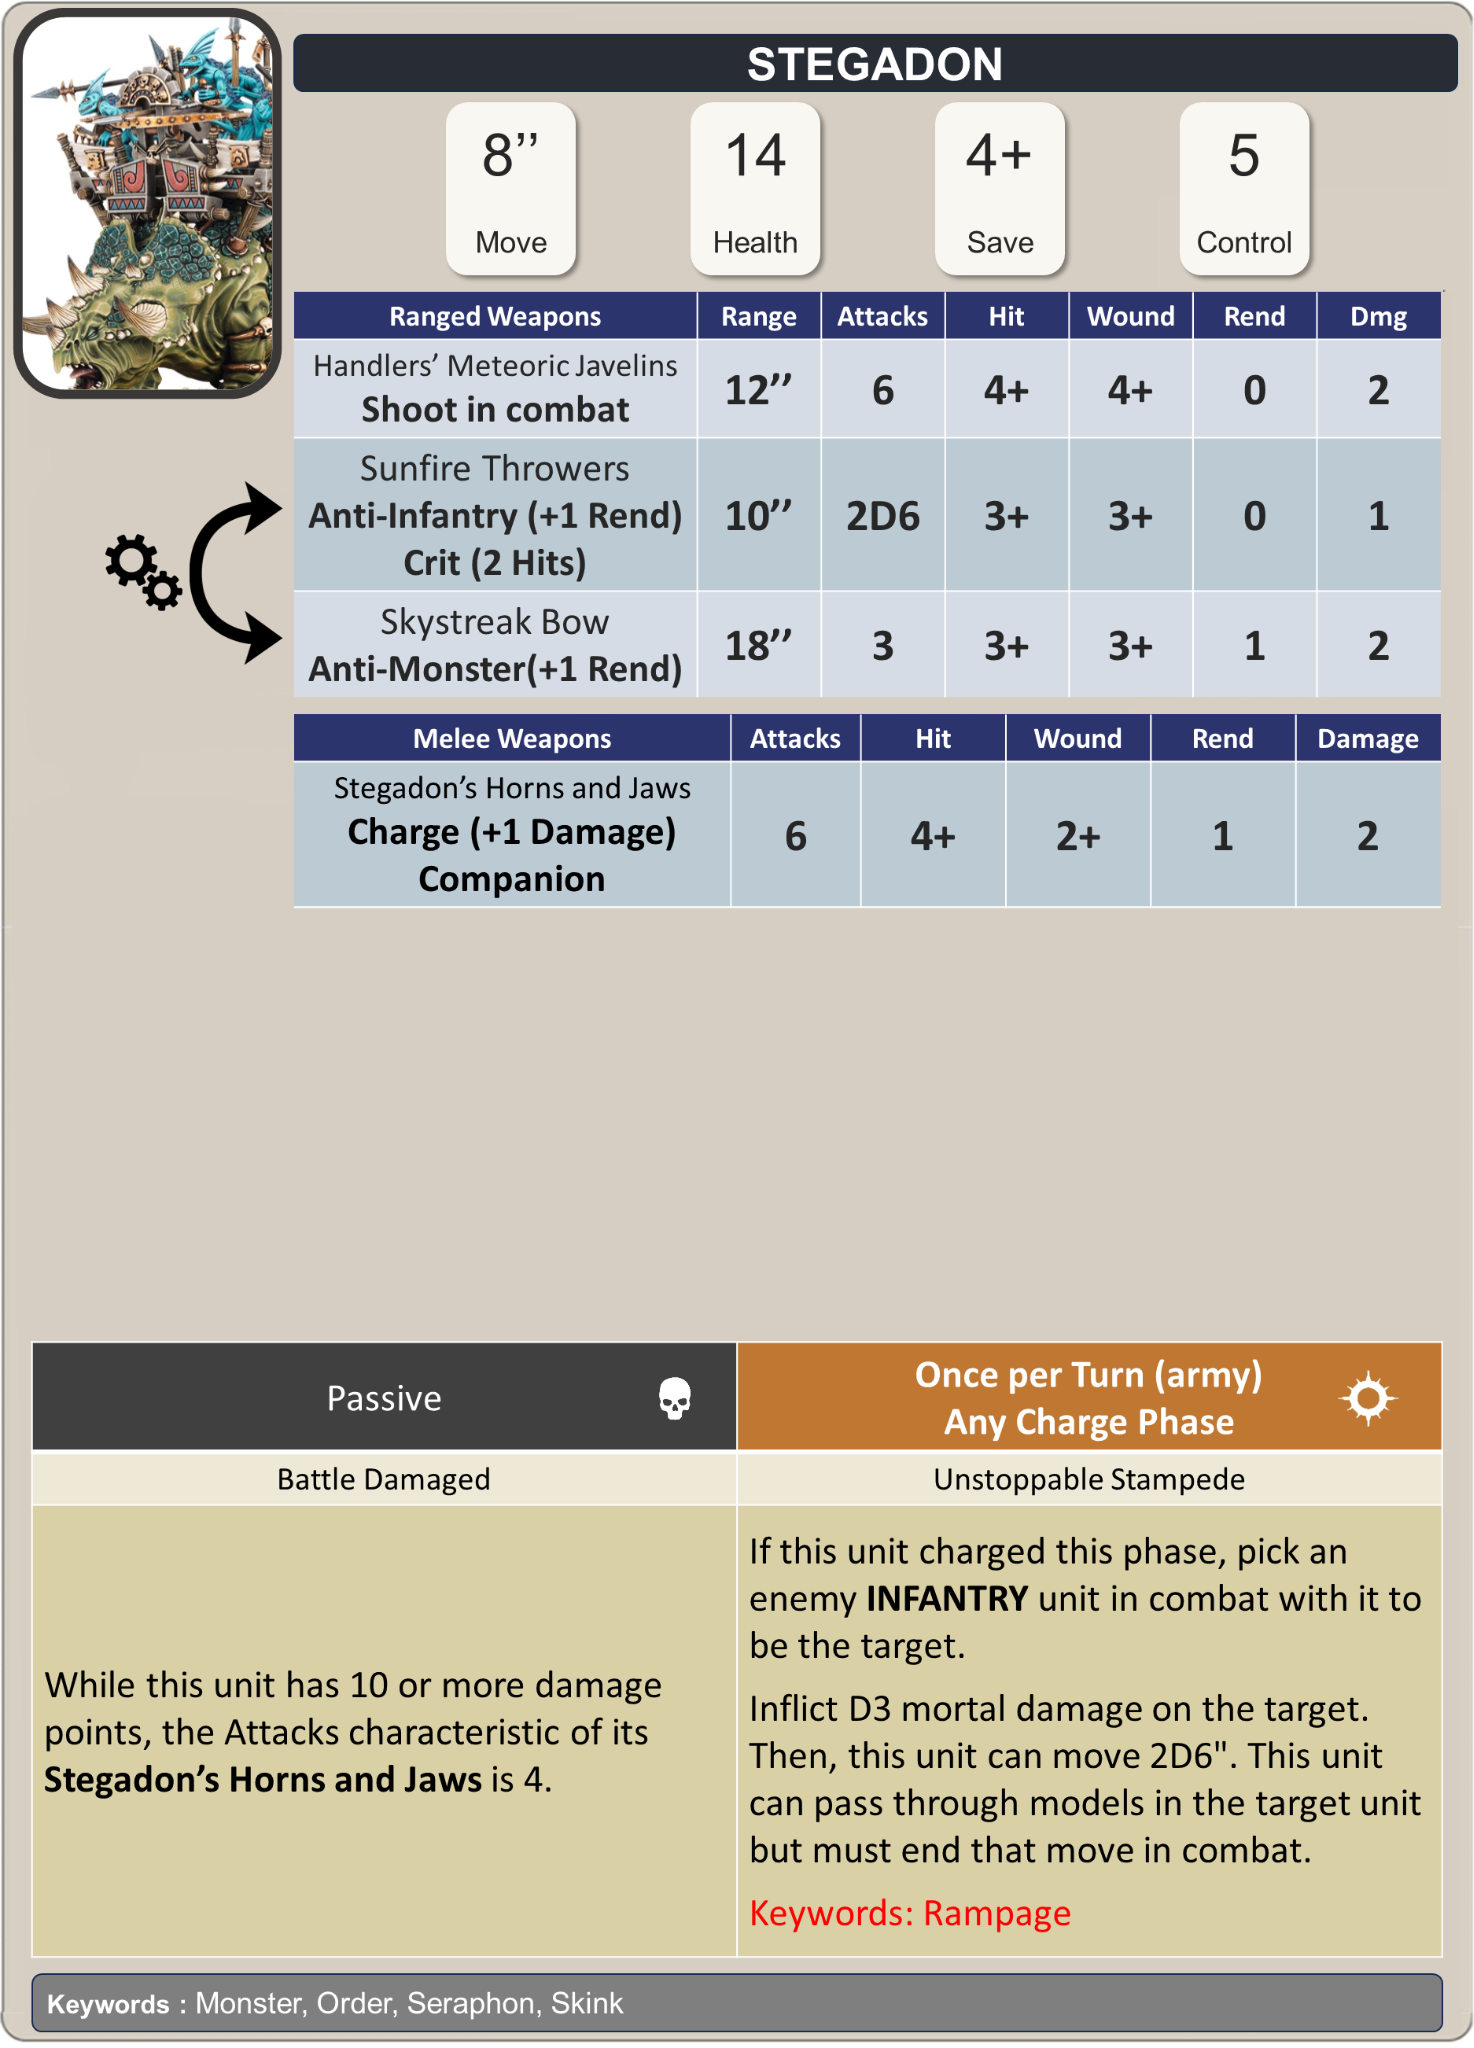 STEGADON
8’’
Move
14
Health
4+
Save
5
Control
Ranged Weapons Range Attacks Hit Wound Rend Dmg
Handlers’ Meteoric Javelins
Shoot in combat
12’’ 6 4+ 4+ 0 2
Sunfire Throwers
Anti-Infantry (+1 Rend)
Crit (2 Hits)
10’’ 2D6 3+ 3+ 0 1
Skystreak Bow
Anti-Monster(+1 Rend)
18’’ 3 3+ 3+ 1 2
Melee Weapons Attacks Hit Wound Rend Damage
Stegadon’s Horns and Jaws
Charge (+1 Damage)
Companion
6 4+ 2+ 1 2
Passive
Battle Damaged
While this unit has 10 or more damage
points, the Attacks characteristic of its
Stegadon’s Horns and Jaws is 4.
Once per Turn (army)
Any Charge Phase
Unstoppable Stampede
If this unit charged this phase, pick an
enemy INFANTRY unit in combat with it to
be the target.
Inflict D3 mortal damage on the target.
Then, this unit can move 2D6". This unit
can pass through models in the target unit
but must end that move in combat.
Keywords: Rampage
Keywords : Monster, Order, Seraphon, Skink